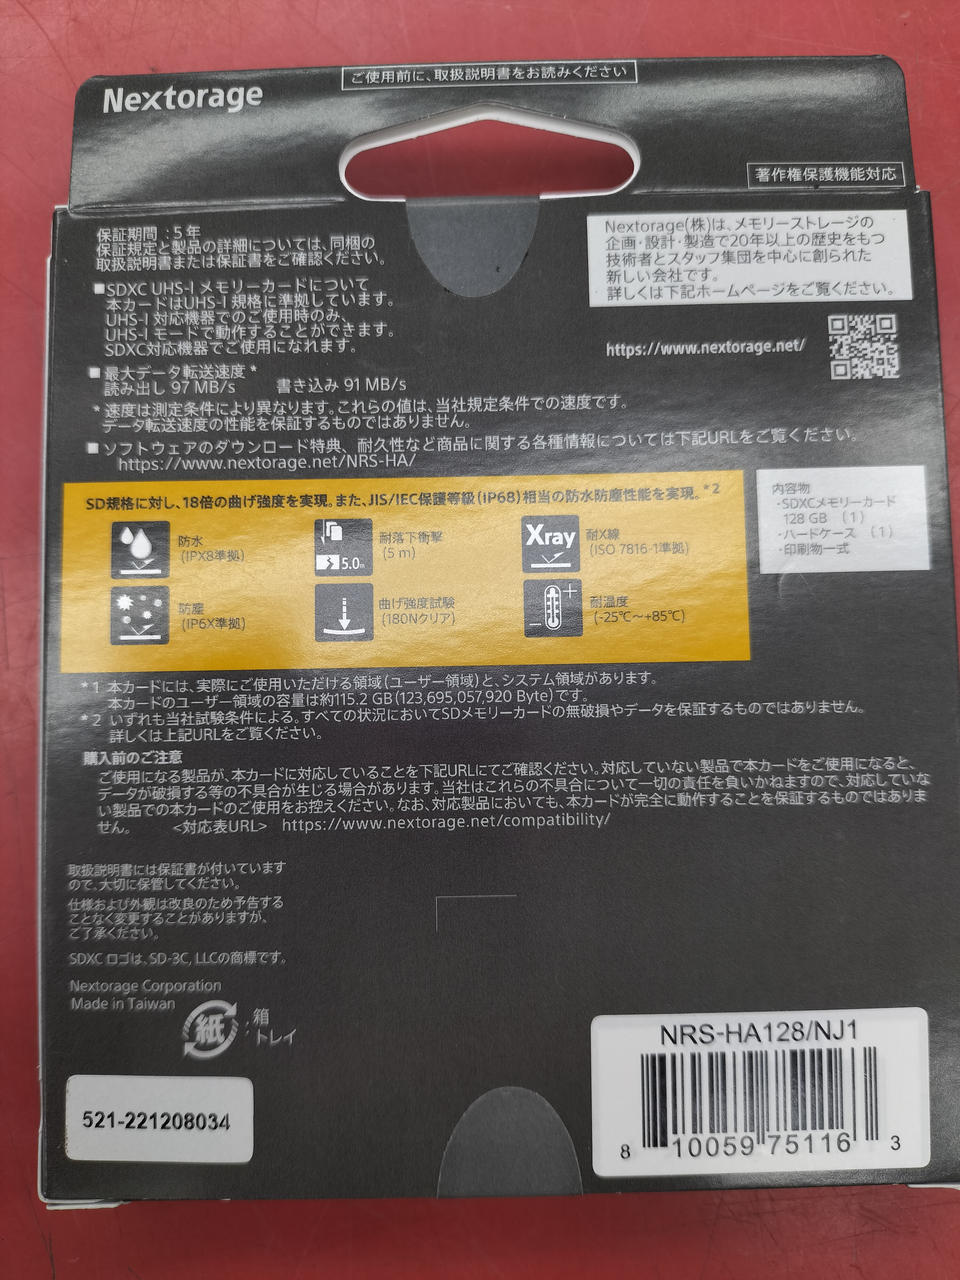 ご使用前に、取扱説明書をお読みください
Nextorage
著作権保護機能対応
保証期間 : 5 年
保証規定と製品の詳細については、同梱の
取扱説明書または保証書をご確認ください。
■SDXC UHS-I メモリーカードについて
本カードはUHS-I 規格に準拠しています。
UHS-I 対応機器でのご使用時のみ、
UHS-I モードで動作することができます。
SDXC対応機器でご使用になれます。
■ 最大データ転送速度 *
読み出し 97 MB/s 書き込み 91 MB/s
* 速度は測定条件により異なります。これらの値は、当社規定条件での速度です。
データ転送速度の性能を保証するものではありません。
■ ソフトウェアのダウンロード特典、耐久性など商品に関する各種情報については下記URLをご覧ください。
https://www.nextorage.net/NRS-HA/
Nextorage(株)は、メモリーストレージの
企画・設計・製造で20年以上の歴史をもつ
技術者とスタッフ集団を中心に創られた
新しい会社です。
詳しくは下記ホームページをご覧ください。
https://www.nextorage.net/
SD規格に対し、18倍の曲げ強度を実現。また、JIS/IEC保護等級(IP68)相当の防水防塵性能を実現。*2
防水
(IPX8準拠)
5.0m
耐落下衝撃
(5 m)
Xray
耐X線
(ISO 7816-1準拠)
防塵
(IP6X準拠)
曲げ強度試験
(180Nクリア)
耐温度
(-25℃～+85℃)
内容物
・SDXCメモリーカード
128 GB (1)
・ハードケース (1)
・印刷物一式
*1 本カードには、実際にご使用いただける領域(ユーザー領域)と、システム領域があります。
本カードのユーザー領域の容量は約115.2 GB(123,695,057,920 Byte)です。
*2 いずれも当社試験条件による。すべての状況においてSDメモリーカードの無破損やデータを保証するものではありません。
詳しくは上記URLをご覧ください。
購入前のご注意
ご使用になる製品が、本カードに対応していることを下記URLにてご確認ください。対応していない製品で本カードをご使用になると、
データが破損する等の不具合が生じる場合があります。当社はこれらの不具合について一切の責任を負いかねますので、対応していな
い製品での本カードのご使用をお控えください。なお、対応製品においても、本カードが完全に動作することを保証するものではありま
せん。 <対応表URL> https://www.nextorage.net/compatibility/
取扱説明書には保証書が付いています
ので、大切に保管してください。
仕様および外観は改良のため予告する
ことなく変更することがありますが、
ご了承ください。
SDXC ロゴは、SD-3C, LLCの商標です。
Nextorage Corporation
Made in Taiwan
紙 : 箱
トレイ
521-221208034
NRS-HA128/NJ1
8 10059 75116 3